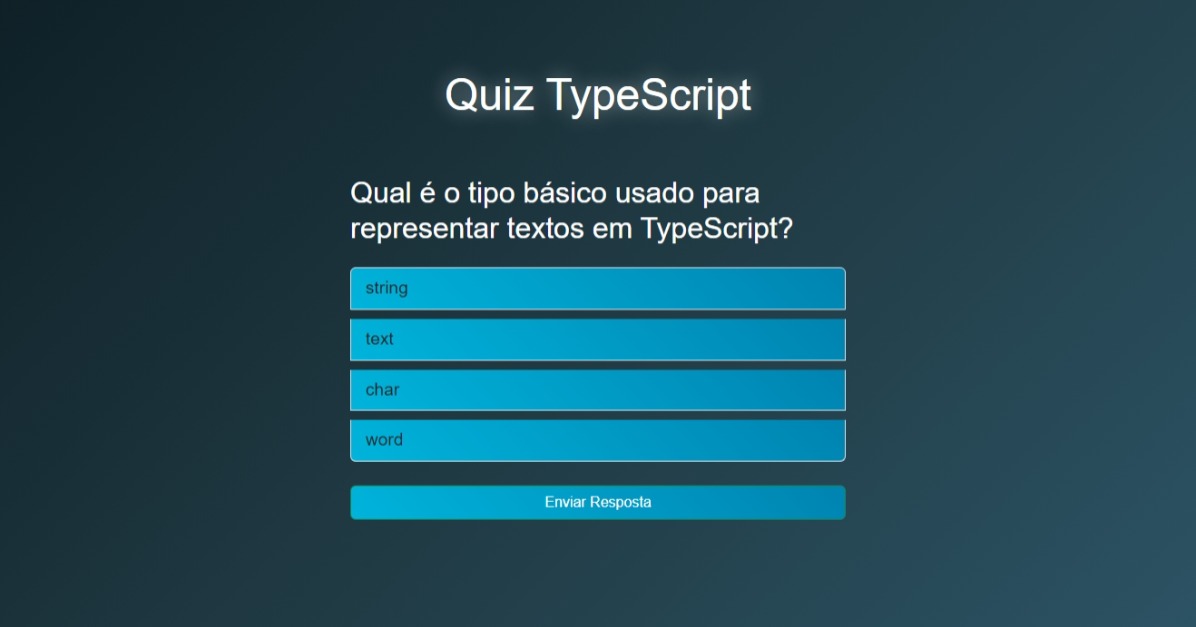 Quiz TypeScript
Qual é o tipo básico usado para
representar textos em TypeScript?
string
text
char
word
Enviar Resposta